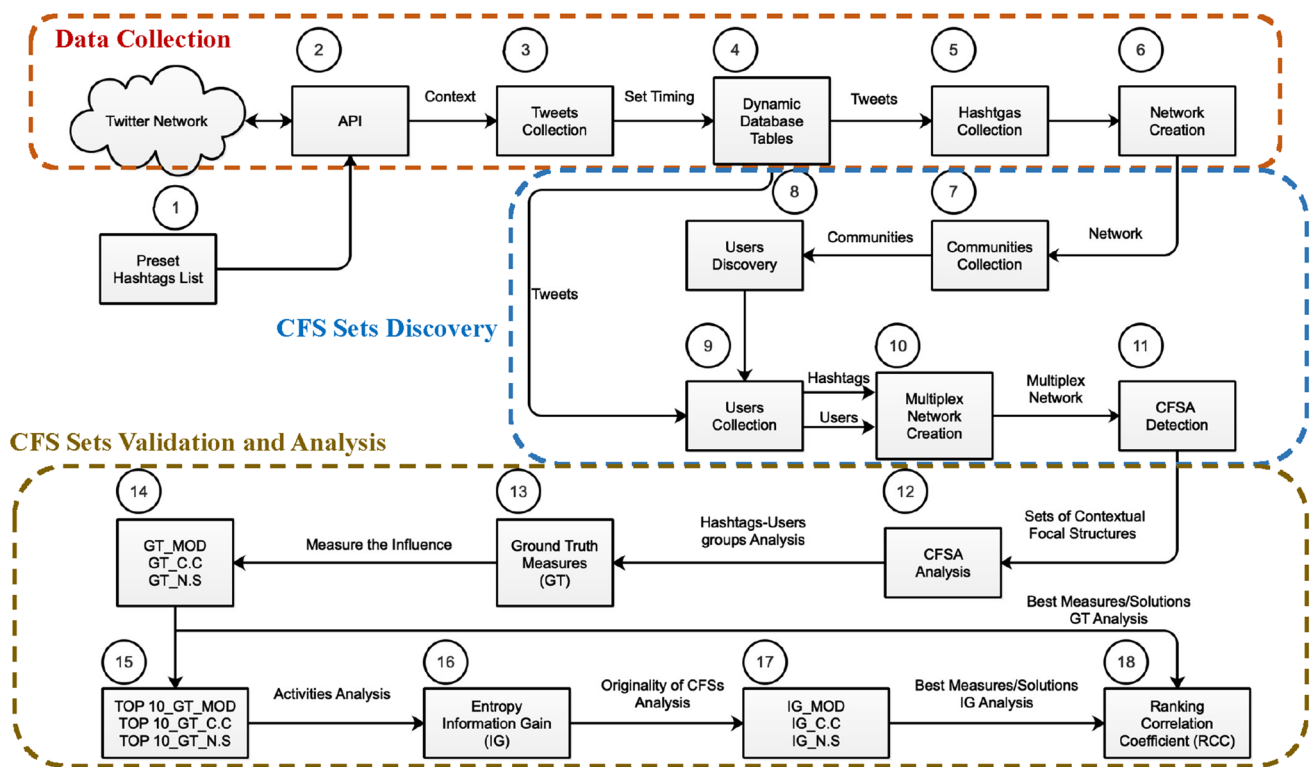 Data Collection
2
3
4
5
6
Twitter Network
API
Context
Tweets
Collection
Set Timing
Dynamic
Database
Tables
Tweets
Hashtgas
Collection
Network
Creation
1
Preset
Hashtags List
8
7
Users
Discovery
Communities
Communities
Collection
Network
Tweets
CFS Sets Discovery
9
10
11
Users
Collection
Hashtags
Users
Multiplex
Network
Creation
Multiplex
Network
CFSA
Detection
CFS Sets Validation and Analysis
14
13
12
GT_MOD
GT_C.C
GT_N.S
Measure the Influence
Ground Truth
Measures
(GT)
Hashtags-Users
groups Analysis
CFSA
Analysis
Sets of Contextual
Focal Structures
Best Measures/Solutions
GT Analysis
15
16
17
18
TOP 10_GT_MOD
TOP 10_GT_C.C
TOP 10_GT_N.S
Activities Analysis
Entropy
Information Gain
(IG)
Originality of CFSs
Analysis
IG_MOD
IG_C.C
IG_N.S
Best Measures/Solutions
IG Analysis
Ranking
Correlation
Coefficient (RCC)